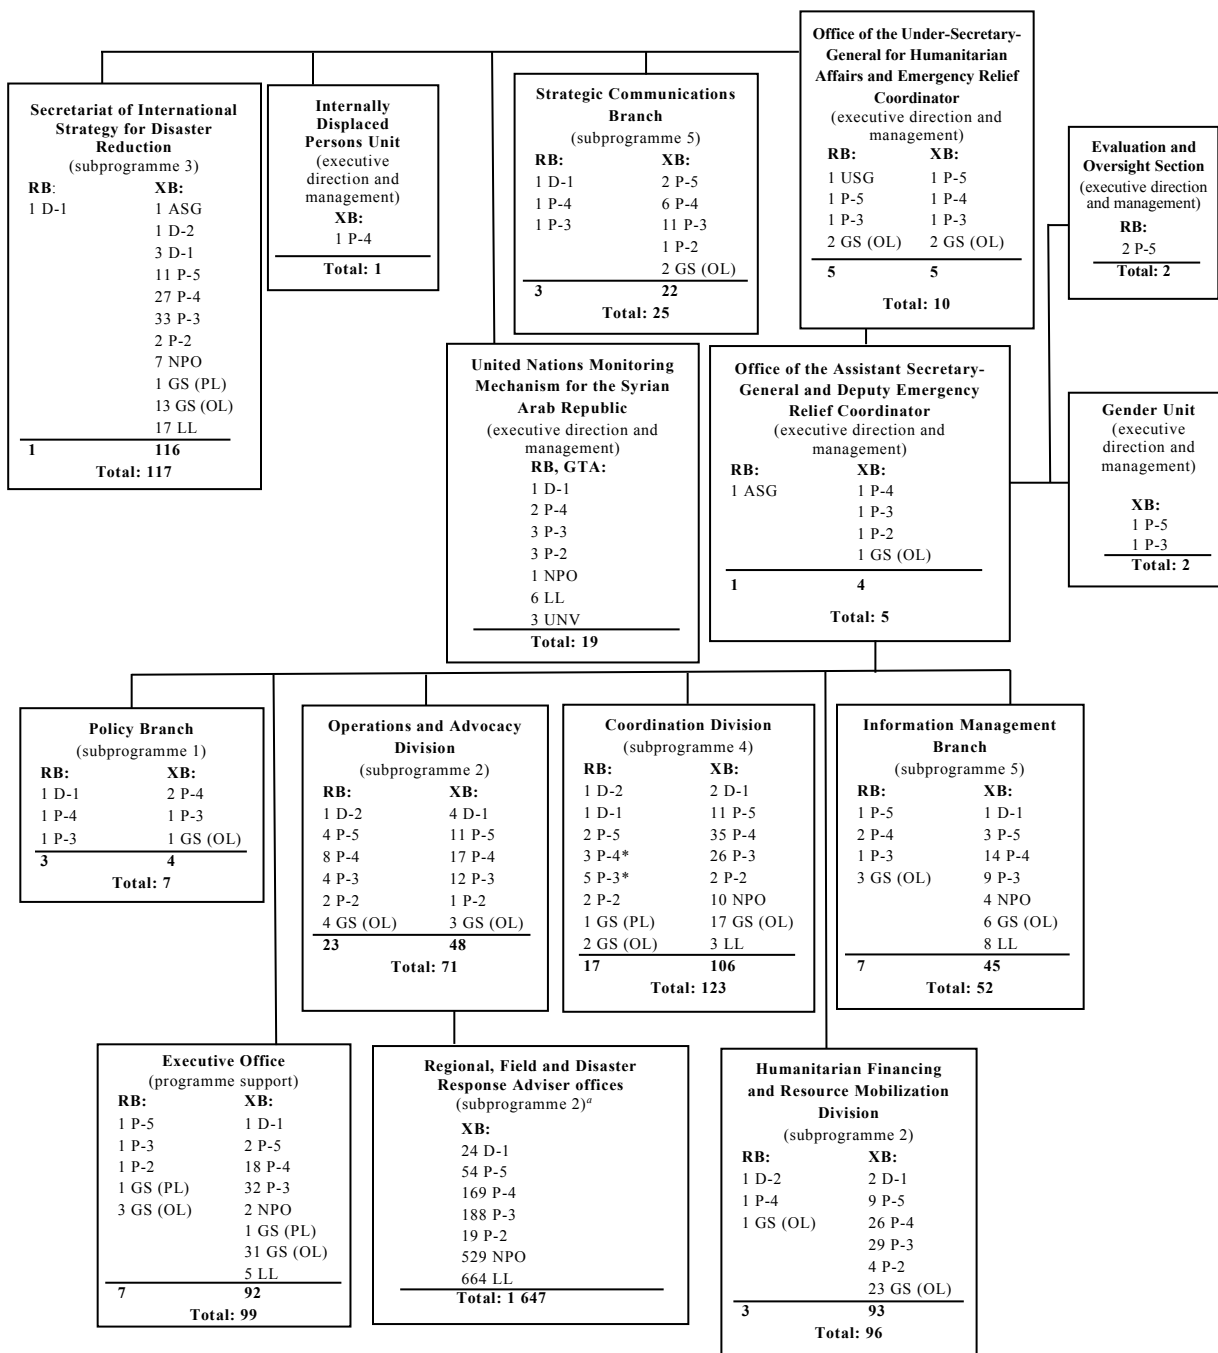 Office of the Under-Secretary-
General for Humanitarian
Affairs and Emergency Relief
Coordinator
(executive direction and
management)
RB: XB:
1 USG 1 P-5
1 P-5 1 P-4
1 P-3 1 P-3
2 GS (OL) 2 GS (OL)
5 5
Total: 10
Secretariat of International
Strategy for Disaster
Reduction
(subprogramme 3)
RB: XB:
1 D-1 1 ASG
1 D-2
3 D-1
11 P-5
27 P-4
33 P-3
2 P-2
7 NPO
1 GS (PL)
13 GS (OL)
17 LL
1 116
Total: 117
Internally
Displaced
Persons Unit
(executive
direction and
management)
XB:
1 P-4
Total: 1
Strategic Communications
Branch
(subprogramme 5)
RB: XB:
1 D-1 2 P-5
1 P-4 6 P-4
1 P-3 11 P-3
1 P-2
2 GS (OL)
3 22
Total: 25
Evaluation and
Oversight Section
(executive direction
and management)
RB:
2 P-5
Total: 2
United Nations Monitoring
Mechanism for the Syrian
Arab Republic
(executive direction and
management)
RB, GTA:
1 D-1
2 P-4
3 P-3
3 P-2
1 NPO
6 LL
3 UNV
Total: 19
Office of the Assistant Secretary-
General and Deputy Emergency
Relief Coordinator
(executive direction and
management)
RB: XB:
1 ASG 1 P-4
1 P-3
1 P-2
1 GS (OL)
1 4
Total: 5
Gender Unit
(executive
direction and
management)
XB:
1 P-5
1 P-3
Total: 2
Policy Branch
(subprogramme 1)
RB: XB:
1 D-1 2 P-4
1 P-4 1 P-3
1 P-3 1 GS (OL)
3 4
Total: 7
Operations and Advocacy
Division
(subprogramme 2)
RB: XB:
1 D-2 4 D-1
4 P-5 11 P-5
8 P-4 17 P-4
4 P-3 12 P-3
2 P-2 1 P-2
4 GS (OL) 3 GS (OL)
23 48
Total: 71
Coordination Division
(subprogramme 4)
RB: XB:
1 D-2 2 D-1
1 D-1 11 P-5
2 P-5 35 P-4
3 P-4* 26 P-3
5 P-3* 2 P-2
2 P-2 10 NPO
1 GS (PL) 17 GS (OL)
2 GS (OL) 3 LL
17 106
Total: 123
Information Management
Branch
(subprogramme 5)
RB: XB:
1 P-5 1 D-1
2 P-4 3 P-5
1 P-3 14 P-4
3 GS (OL) 9 P-3
4 NPO
6 GS (OL)
8 LL
7 45
Total: 52
Executive Office
(programme support)
RB: XB:
1 P-5 1 D-1
1 P-3 2 P-5
1 P-2 18 P-4
1 GS (PL) 32 P-3
3 GS (OL) 2 NPO
1 GS (PL)
31 GS (OL)
5 LL
7 92
Total: 99
Regional, Field and Disaster
Response Adviser offices
(subprogramme 2)a
XB:
24 D-1
54 P-5
169 P-4
188 P-3
19 P-2
529 NPO
664 LL
Total: 1 647
Humanitarian Financing
and Resource Mobilization
Division
(subprogramme 2)
RB: XB:
1 D-2 2 D-1
1 P-4 9 P-5
1 GS (OL) 26 P-4
29 P-3
4 P-2
23 GS (OL)
3 93
Total: 96